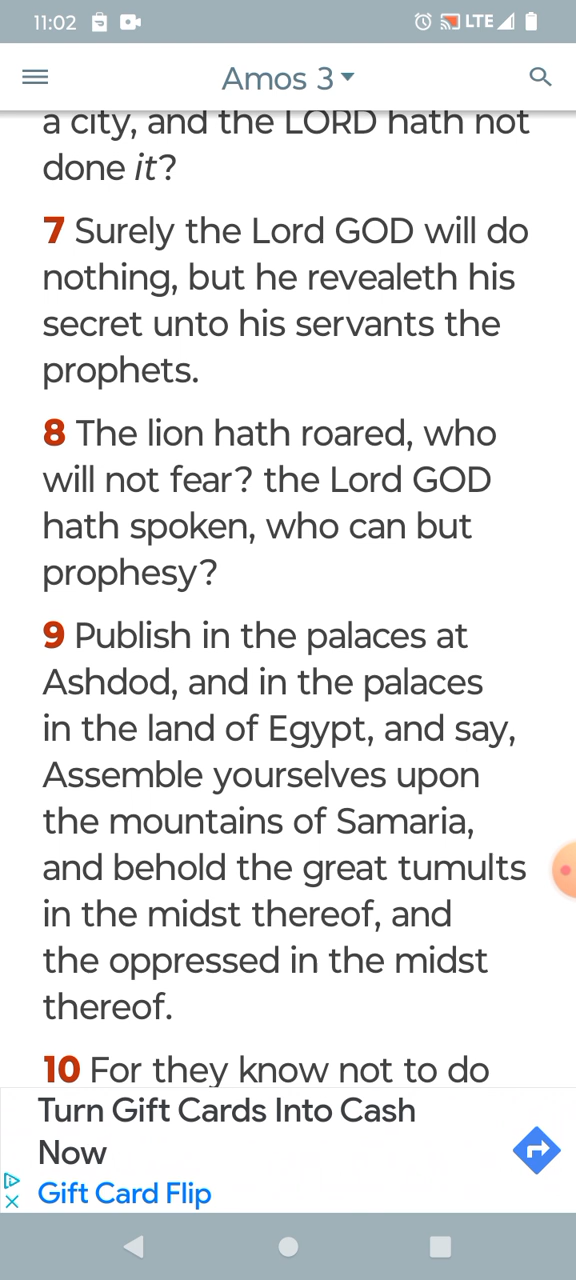 11:02
LTE
Amos 3
a city, and the LORD hath not
done it?
7 Surely the Lord GOD will do
nothing, but he revealeth his
secret unto his servants the
prophets.
8 The lion hath roared, who
will not fear? the Lord GOD
hath spoken, who can but
prophesy?
9 Publish in the palaces at
Ashdod, and in the palaces
in the land of Egypt, and say,
Assemble yourselves upon
the mountains of Samaria,
and behold the great tumults
in the midst thereof, and
the oppressed in the midst
thereof.
10 For they know not to do
Turn Gift Cards Into Cash
Now
Gift Card Flip